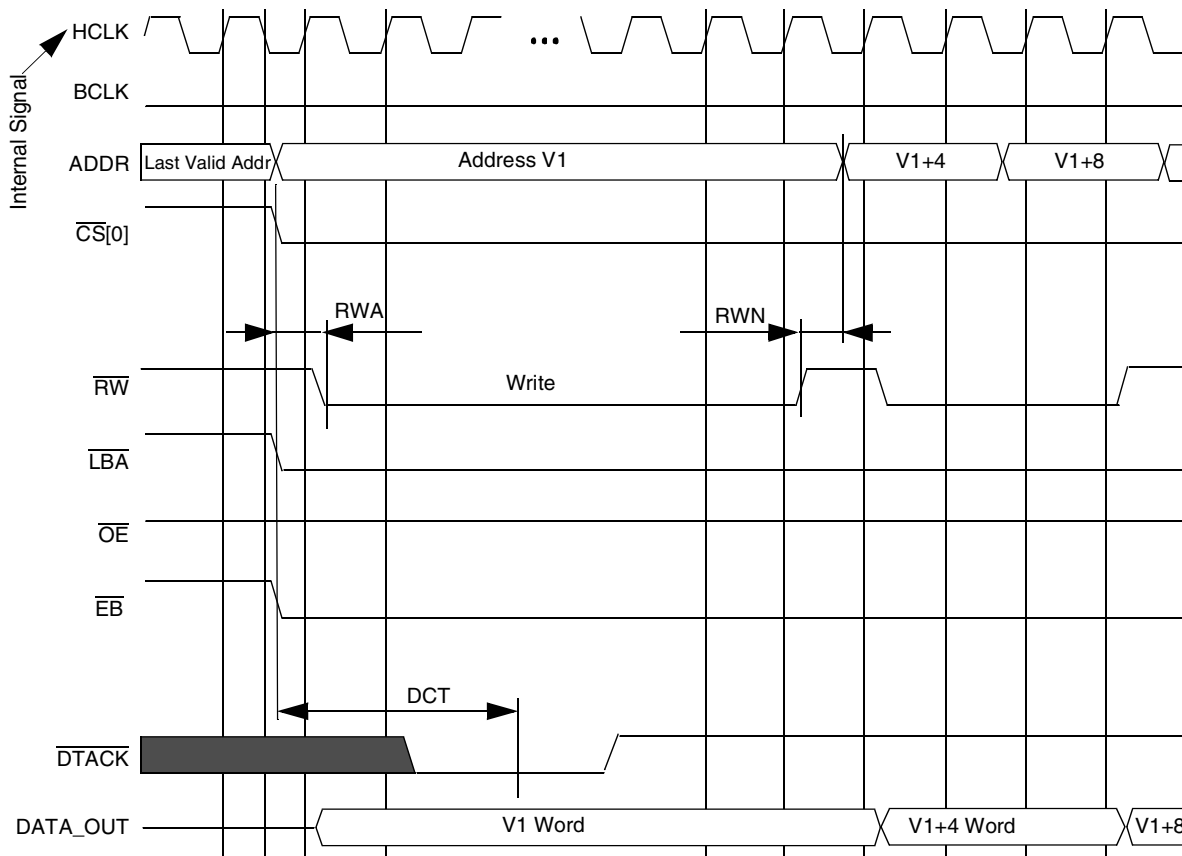 HCLK
...
Internal Signal
BCLK
ADDR Last Valid Addr Address V1 V1+4 V1+8
CS[0]
RWA RWN
RW Write
LBA
OE
EB
DCT
DTACK
DATA_OUT V1 Word V1+4 Word V1+8